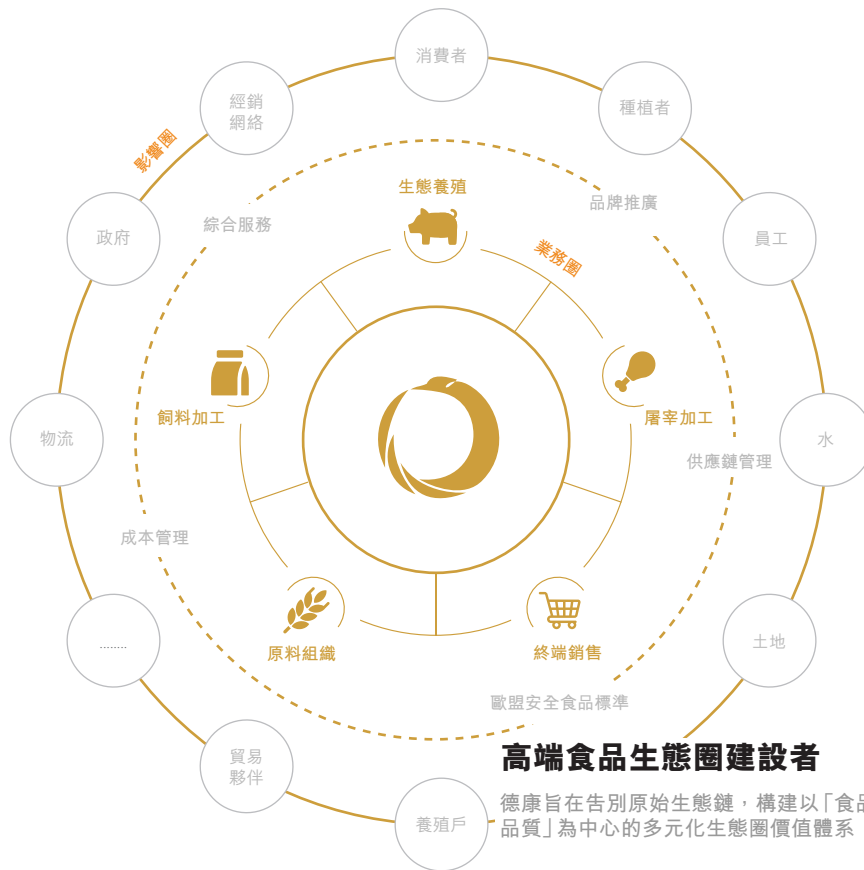 消費者
經銷
網絡
種植者
影響圈
生態養殖
品牌推廣
綜合服務
政府
員工
業務圈
飼料加工
屠宰加工
物流
水
供應鏈管理
成本管理
........
原料組織
終端銷售
土地
歐盟安全食品標準
貿易
夥伴
高端食品生態圈建設者
養殖戶
德康旨在告別原始生態鏈，構建以「食品
品質」為中心的多元化生態圈價值體系